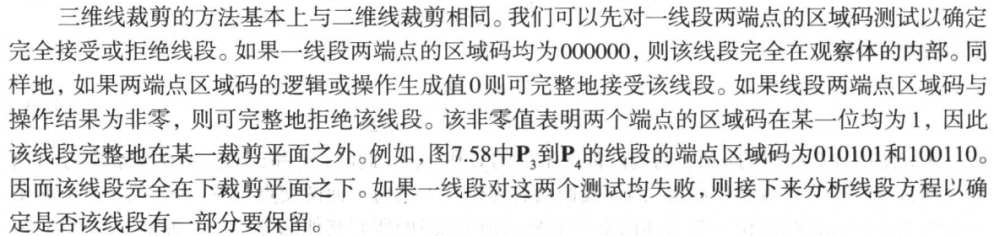 三维线裁剪的方法基本上与二维线裁剪相同。我们可以先对一线段两端点的区域码测试以确定
完全接受或拒绝线段。如果一线段两端点的区域码均为000000，则该线段完全在观察体的内部。同
样地，如果两端点区域码的逻辑或操作生成值0则可完整地接受该线段。如果线段两端点区域码与
操作结果为非零，则可完整地拒绝该线段。该非零值表明两个端点的区域码在某一位均为1，因此
该线段完整地在某一裁剪平面之外。例如，图7.58中P₃到P₄的线段的端点区域码为010101和100110。
因而该线段完全在下裁剪平面之下。如果一线段对这两个测试均失败，则接下来分析线段方程以确
定是否该线段有一部分要保留。